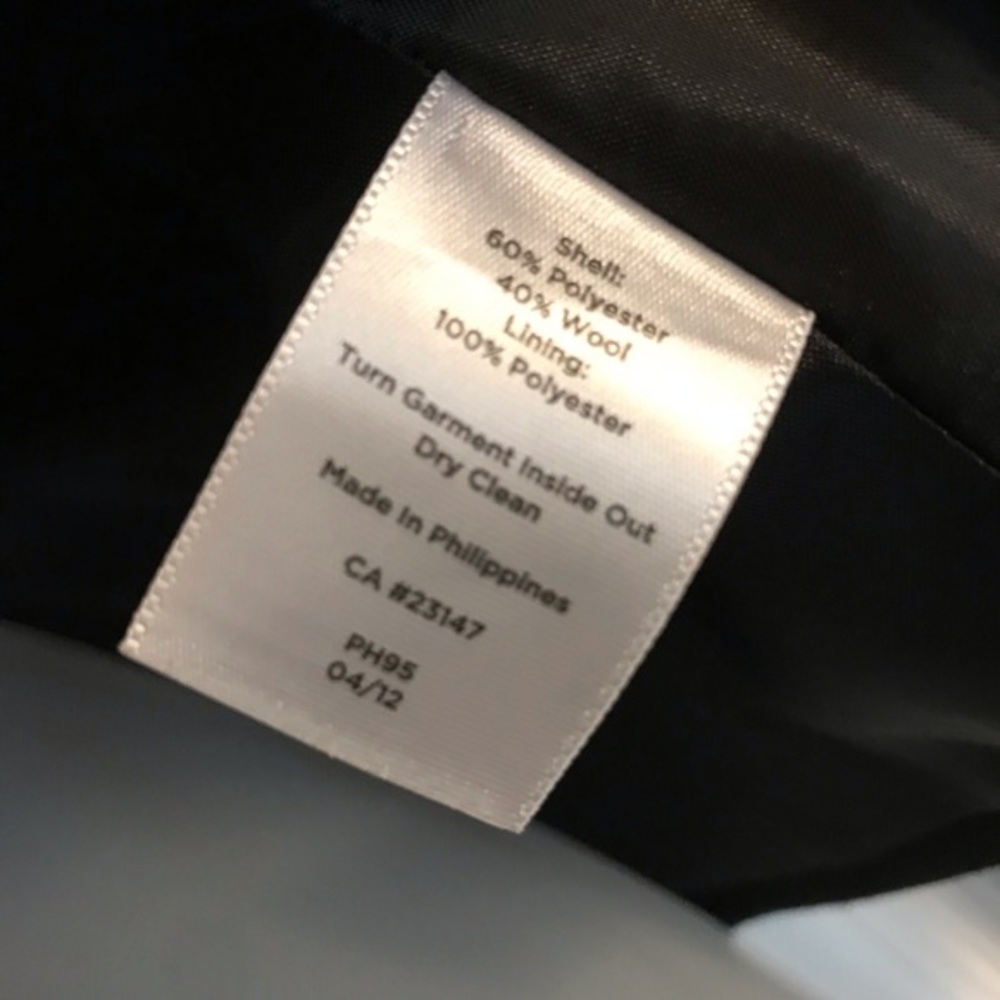 Shell:
60% Polyester
40% Wool
Lining:
100% Polyester
Turn Garment Inside Out
Dry Clean
Made In Philippines
CA #23147
PH95
04/12